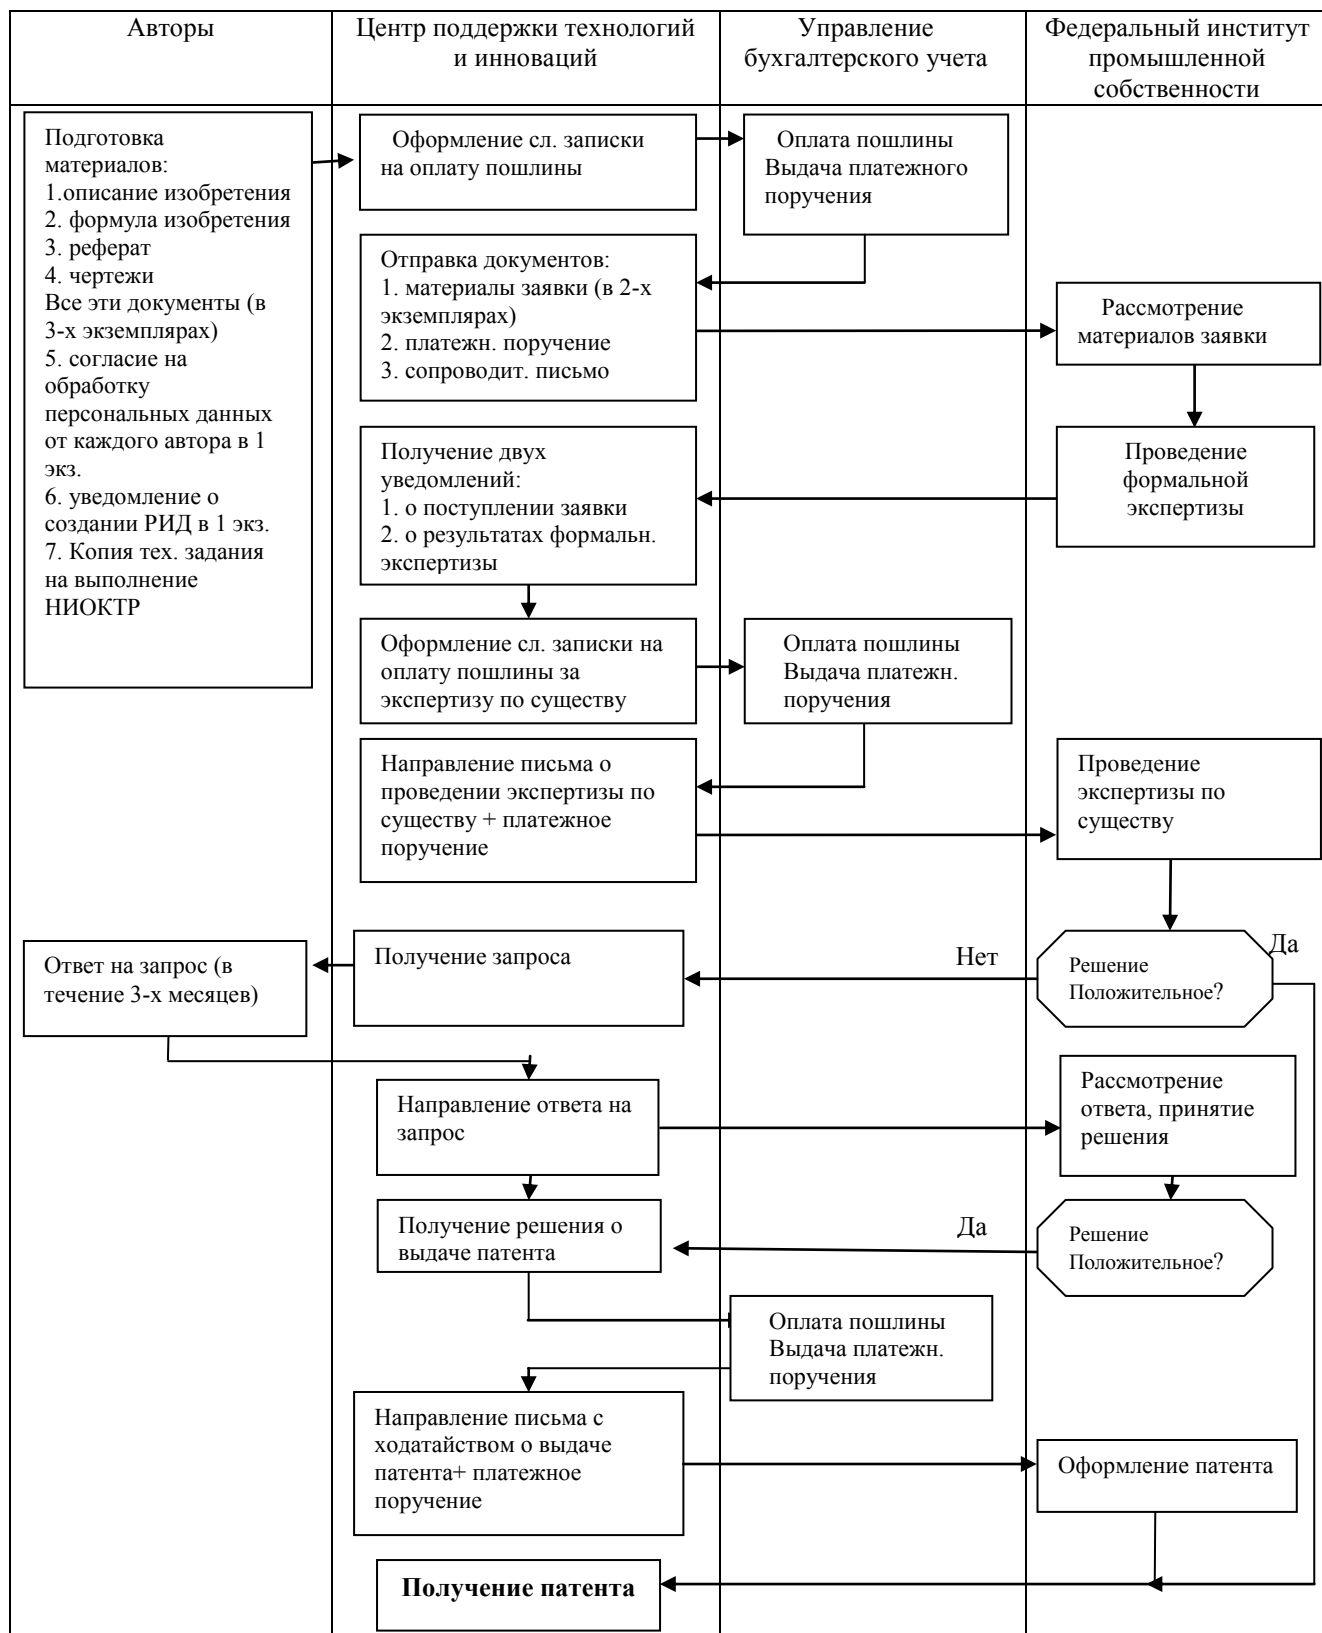 Авторы
Центр поддержки технологий
и инноваций
Управление
бухгалтерского учета
Федеральный институт
промышленной
собственности
Подготовка
материалов:
1.описание изобретения
2. формула изобретения
3. реферат
4. чертежи
Все эти документы (в
3-х экземплярах)
5. согласие на
обработку
персональных данных
от каждого автора в 1
экз.
6. уведомление о
создании РИД в 1 экз.
7. Копия тех. задания
на выполнение
НИОКТР
Оформление сл. записки
на оплату пошлины
Оплата пошлины
Выдача платежного
поручения
Отправка документов:
1. материалы заявки (в 2-х
экземплярах)
2. платежн. поручение
3. сопроводит. письмо
Рассмотрение
материалов заявки
Проведение
формальной
экспертизы
Получение двух
уведомлений:
1. о поступлении заявки
2. о результатах формальн.
экспертизы
Оформление сл. записки на
оплату пошлины за
экспертизу по существу
Оплата пошлины
Выдача платежн.
поручения
Направление письма о
проведении экспертизы по
существу + платежное
поручение
Проведение
экспертизы по
существу
Решение
Положительное?
Да
Нет
Получение запроса
Ответ на запрос (в
течение 3-х месяцев)
Направление ответа на
запрос
Рассмотрение
ответа, принятие
решения
Решение
Положительное?
Да
Получение решения о
выдаче патента
Оплата пошлины
Выдача платежн.
поручения
Направление письма с
ходатайством о выдаче
патента+ платежное
поручение
Оформление патента
Получение патента